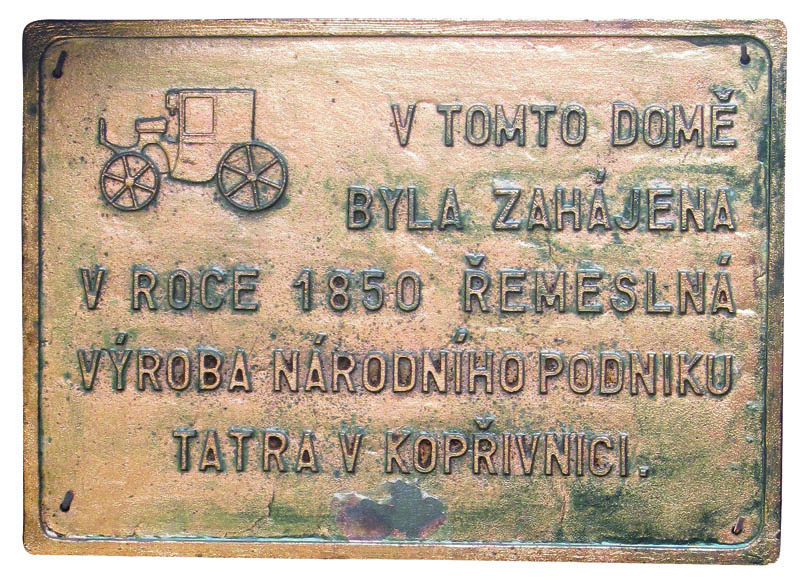 V TOMTO DOMĚ
BYLA ZAHÁJENA
V ROCE 1850 ŘEMESLNÁ
VÝROBA NÁRODNÍHO PODNIKU
TATRA V KOPŘIVNICI.